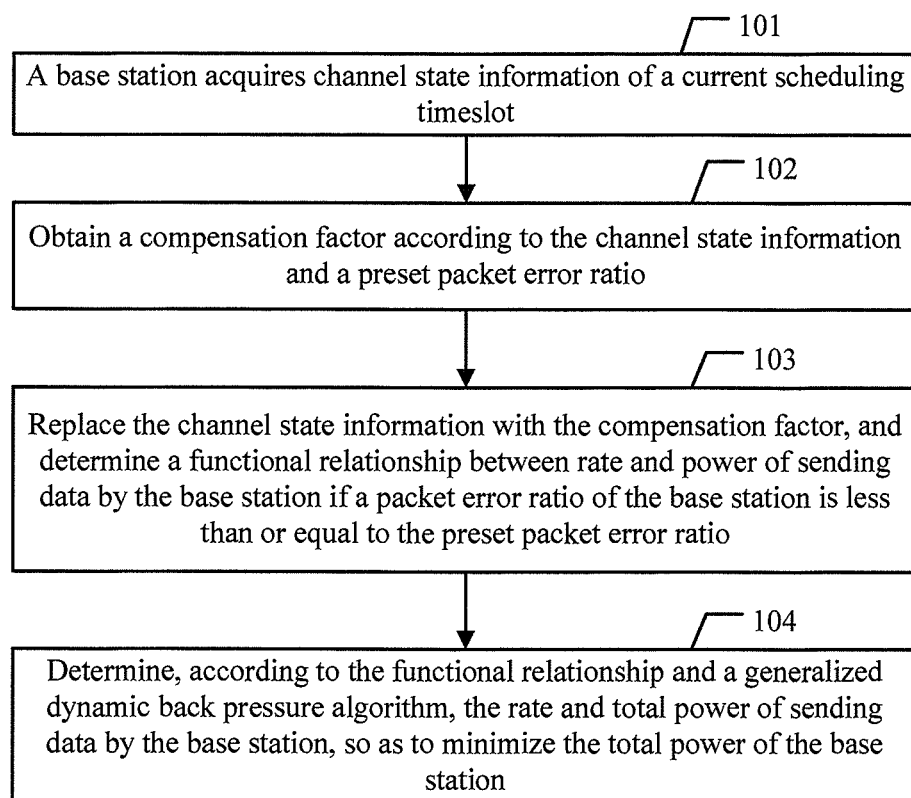 101
A base station acquires channel state information of a current scheduling
timeslot
102
Obtain a compensation factor according to the channel state information
and a preset packet error ratio
103
Replace the channel state information with the compensation factor, and
determine a functional relationship between rate and power of sending
data by the base station if a packet error ratio of the base station is less
than or equal to the preset packet error ratio
104
Determine, according to the functional relationship and a generalized
dynamic back pressure algorithm, the rate and total power of sending
data by the base station, so as to minimize the total power of the base
station